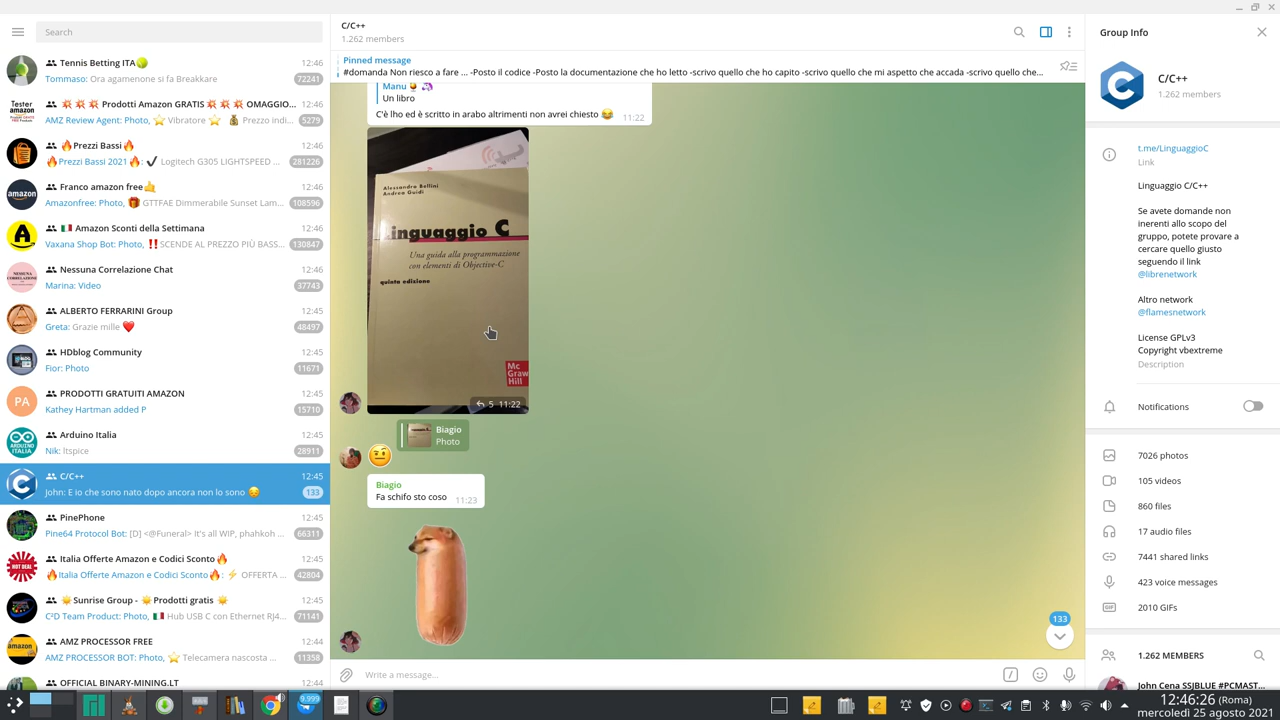 Search
Tennis Betting ITA
12:46
Tommaso: Ora agamenone si fa Breakkare
72241
Prodotti Amazon GRATIS OMAGGIO...
12:46
AMZ Review Agent: Photo, Vibratore Prezzo indi...
5279
Prezzi Bassi
12:46
Prezzi Bassi 2021: Logitech G305 LIGHTSPEED ...
281226
Franco amazon free
12:46
Amazonfree: Photo, GTTFAE Dimmerabile Sunset Lam...
108596
Amazon Sconti della Settimana
12:46
Vaxana Shop Bot: Photo, SCENDE AL PREZZO PIÙ BASS...
130847
Nessuna Correlazione Chat
12:46
Marina: Video
37743
ALBERTO FERRARINI Group
12:45
Greta: Grazie mille
48497
HDblog Community
12:45
Fior: Photo
11671
PA
PRODOTTI GRATUITI AMAZON
12:45
Kathey Hartman added P
15710
Arduino Italia
12:45
Nik: ltspice
28911
C/C++
12:45
John: E io che sono nato dopo ancora non lo sono
133
PinePhone
12:45
Pine64 Protocol Bot: [D] <@Funeral> It's all WIP, phahkoh ...
66311
Italia Offerte Amazon e Codici Sconto
12:45
Italia Offerte Amazon e Codici Sconto: OFFERTA ...
42804
Sunrise Group - Prodotti gratis
12:45
C²D Team Product: Photo, Hub USB C con Ethernet RJ4...
71141
AMZ PROCESSOR FREE
12:44
AMZ PROCESSOR BOT: Photo, Telecamera nascosta ...
11358
OFFICIAL BINARY-MINING.LT
12:44
C/C++
1.262 members
Pinned message
#domanda Non riesco a fare ... -Posto il codice -Posto la documentazione che ho letto -scrivo quello che ho capito -scrivo quello che mi aspetto che accada -scrivo quello che...
Manu
Un libro
C'è lho ed è scritto in arabo altrimenti non avrei chiesto
11:22
Alessandro Bellini
Andrea Guidi
inguaggio C
Una guida alla programmazione
con elementi di Objective-C
quinta edizione
Mc
Graw
Hill
5 11:22
Biagio
Photo
Biagio
Fa schifo sto coso
11:23
133
Write a message...
Group Info
C/C++
1.262 members
t.me/LinguaggioC
Link
Linguaggio C/C++
Se avete domande non
inerenti allo scopo del
gruppo, potete provare a
cercare quello giusto
seguendo il link
@librenetwork
Altro network
@flamesnetwork
License GPLv3
Copyright vbextreme
Description
Notifications
7026 photos
105 videos
860 files
17 audio files
7441 shared links
423 voice messages
2010 GIFs
1.262 MEMBERS
John Cena SSJBLUE #PCMAST...
9,999
12:46:26 (Roma)
mercoledì 25 agosto 2021